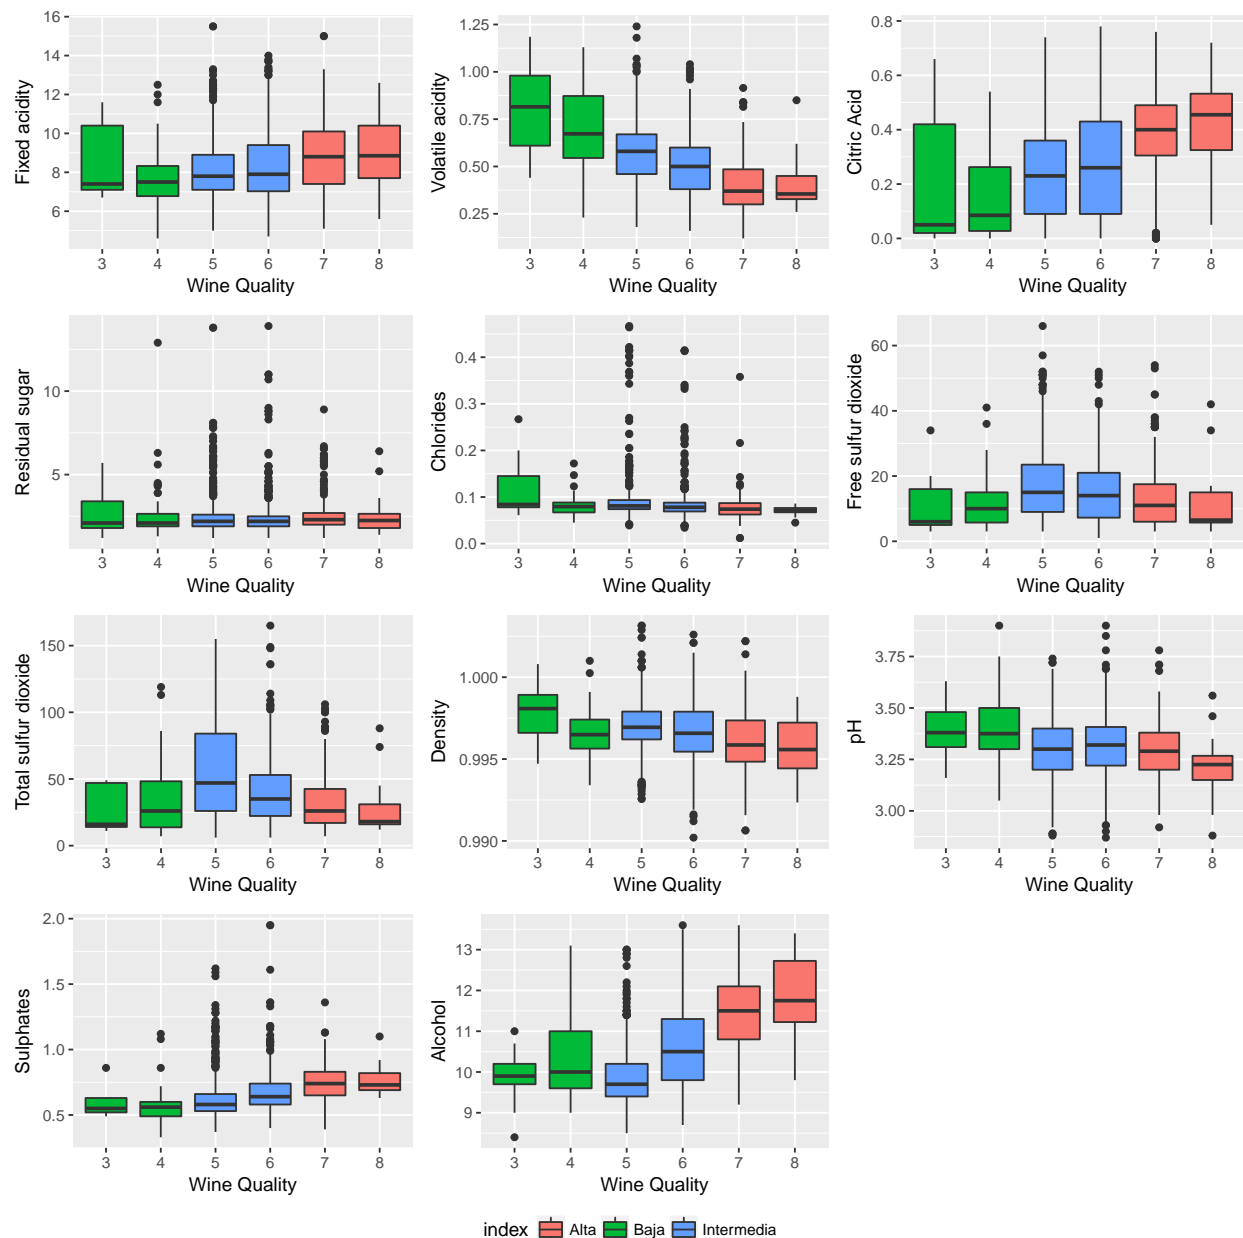 Fixed acidity
16
14
12
10
8
6
3 4 5 6 7 8
Wine Quality
Volatile acidity
1.25
1.00
0.75
0.50
0.25
3 4 5 6 7 8
Wine Quality
Citric Acid
0.8
0.6
0.4
0.2
0.0
3 4 5 6 7 8
Wine Quality
Residual sugar
10
5
3 4 5 6 7 8
Wine Quality
Chlorides
0.4
0.3
0.2
0.1
0.0
3 4 5 6 7 8
Wine Quality
Free sulfur dioxide
60
40
20
0
3 4 5 6 7 8
Wine Quality
Total sulfur dioxide
150
100
50
0
3 4 5 6 7 8
Wine Quality
Density
1.000
0.995
0.990
3 4 5 6 7 8
Wine Quality
pH
3.75
3.50
3.25
3.00
3 4 5 6 7 8
Wine Quality
Sulphates
2.0
1.5
1.0
0.5
3 4 5 6 7 8
Wine Quality
Alcohol
13
12
11
10
9
3 4 5 6 7 8
Wine Quality
index Alta Baja Intermedia